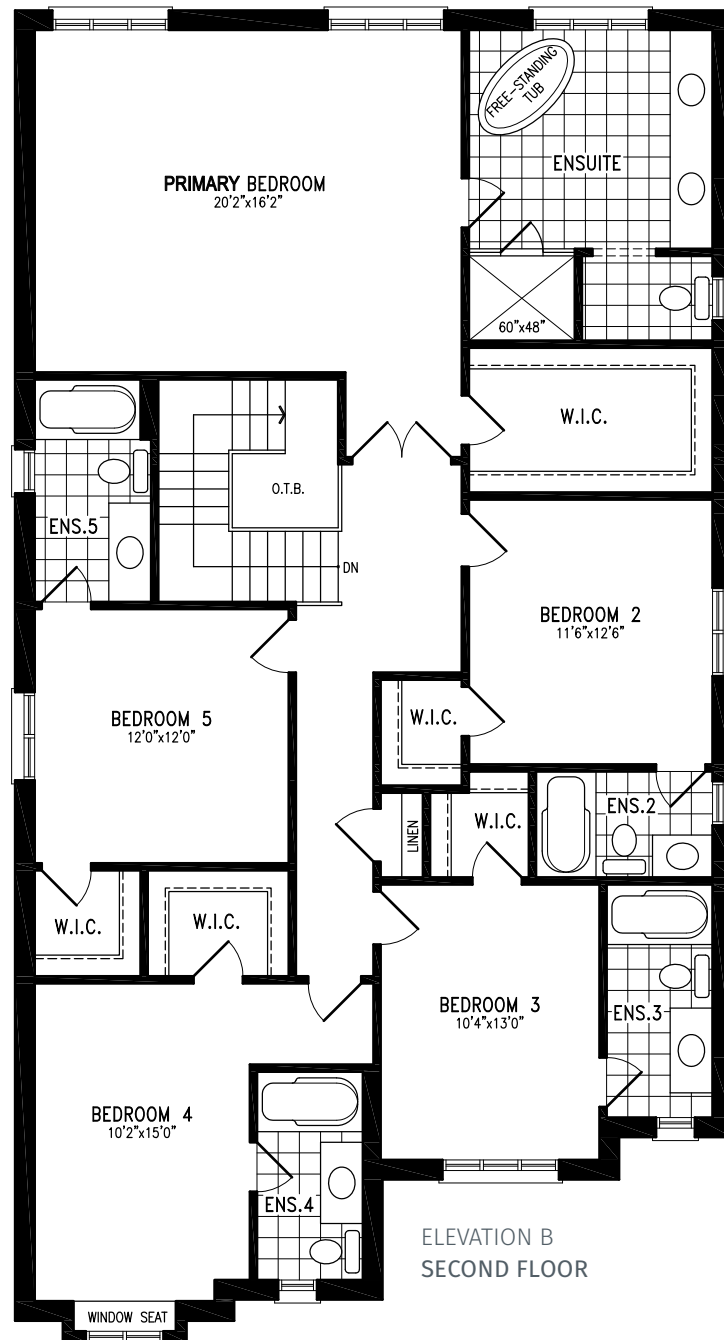 FREE-STANDING
TUB
ENSUITE
PRIMARY BEDROOM
20'2"x16'2"
60"x48"
W.I.C.
O.T.B.
ENS.5
DN
BEDROOM 2
11'6"x12'6"
BEDROOM 5
12'0"x12'0"
W.I.C.
ENS.2
LINEN
W.I.C.
W.I.C.
W.I.C.
BEDROOM 3
10'4"x13'0"
ENS.3
BEDROOM 4
10'2"x15'0"
ENS.4
ELEVATION B
SECOND FLOOR
WINDOW SEAT